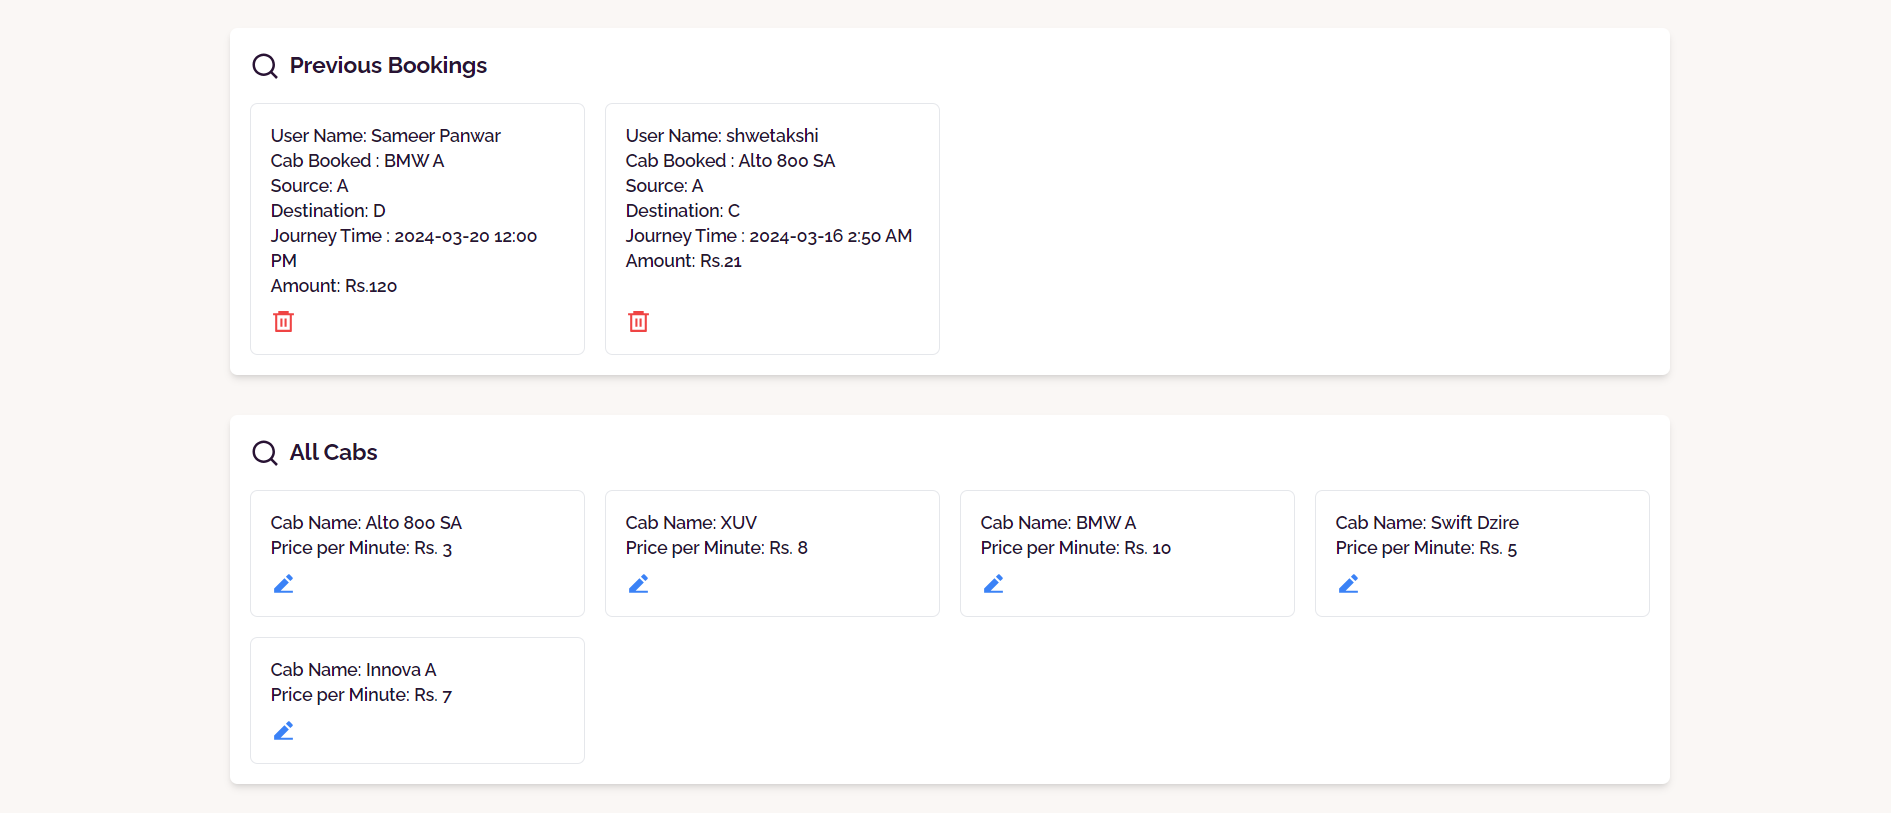 Previous Bookings
User Name: Sameer Panwar
Cab Booked : BMW A
Source: A
Destination: D
Journey Time : 2024-03-20 12:00
PM
Amount: Rs.120
User Name: shwetakshi
Cab Booked : Alto 800 SA
Source: A
Destination: C
Journey Time : 2024-03-16 2:50 AM
Amount: Rs.21
All Cabs
Cab Name: Alto 800 SA
Price per Minute: Rs. 3
Cab Name: XUV
Price per Minute: Rs. 8
Cab Name: BMW A
Price per Minute: Rs. 10
Cab Name: Swift Dzire
Price per Minute: Rs. 5
Cab Name: Innova A
Price per Minute: Rs. 7